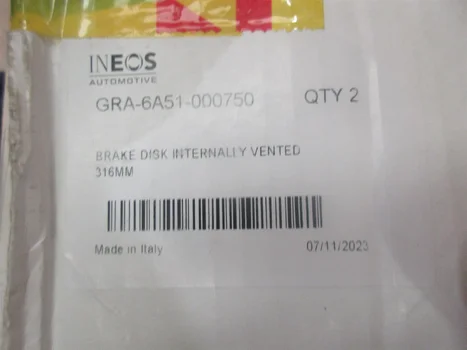 INEOS
AUTOMOTIVE
GRA-6A51-000750 QTY 2
BRAKE DISK INTERNALLY VENTED
316MM
Made in Italy 07/11/2023